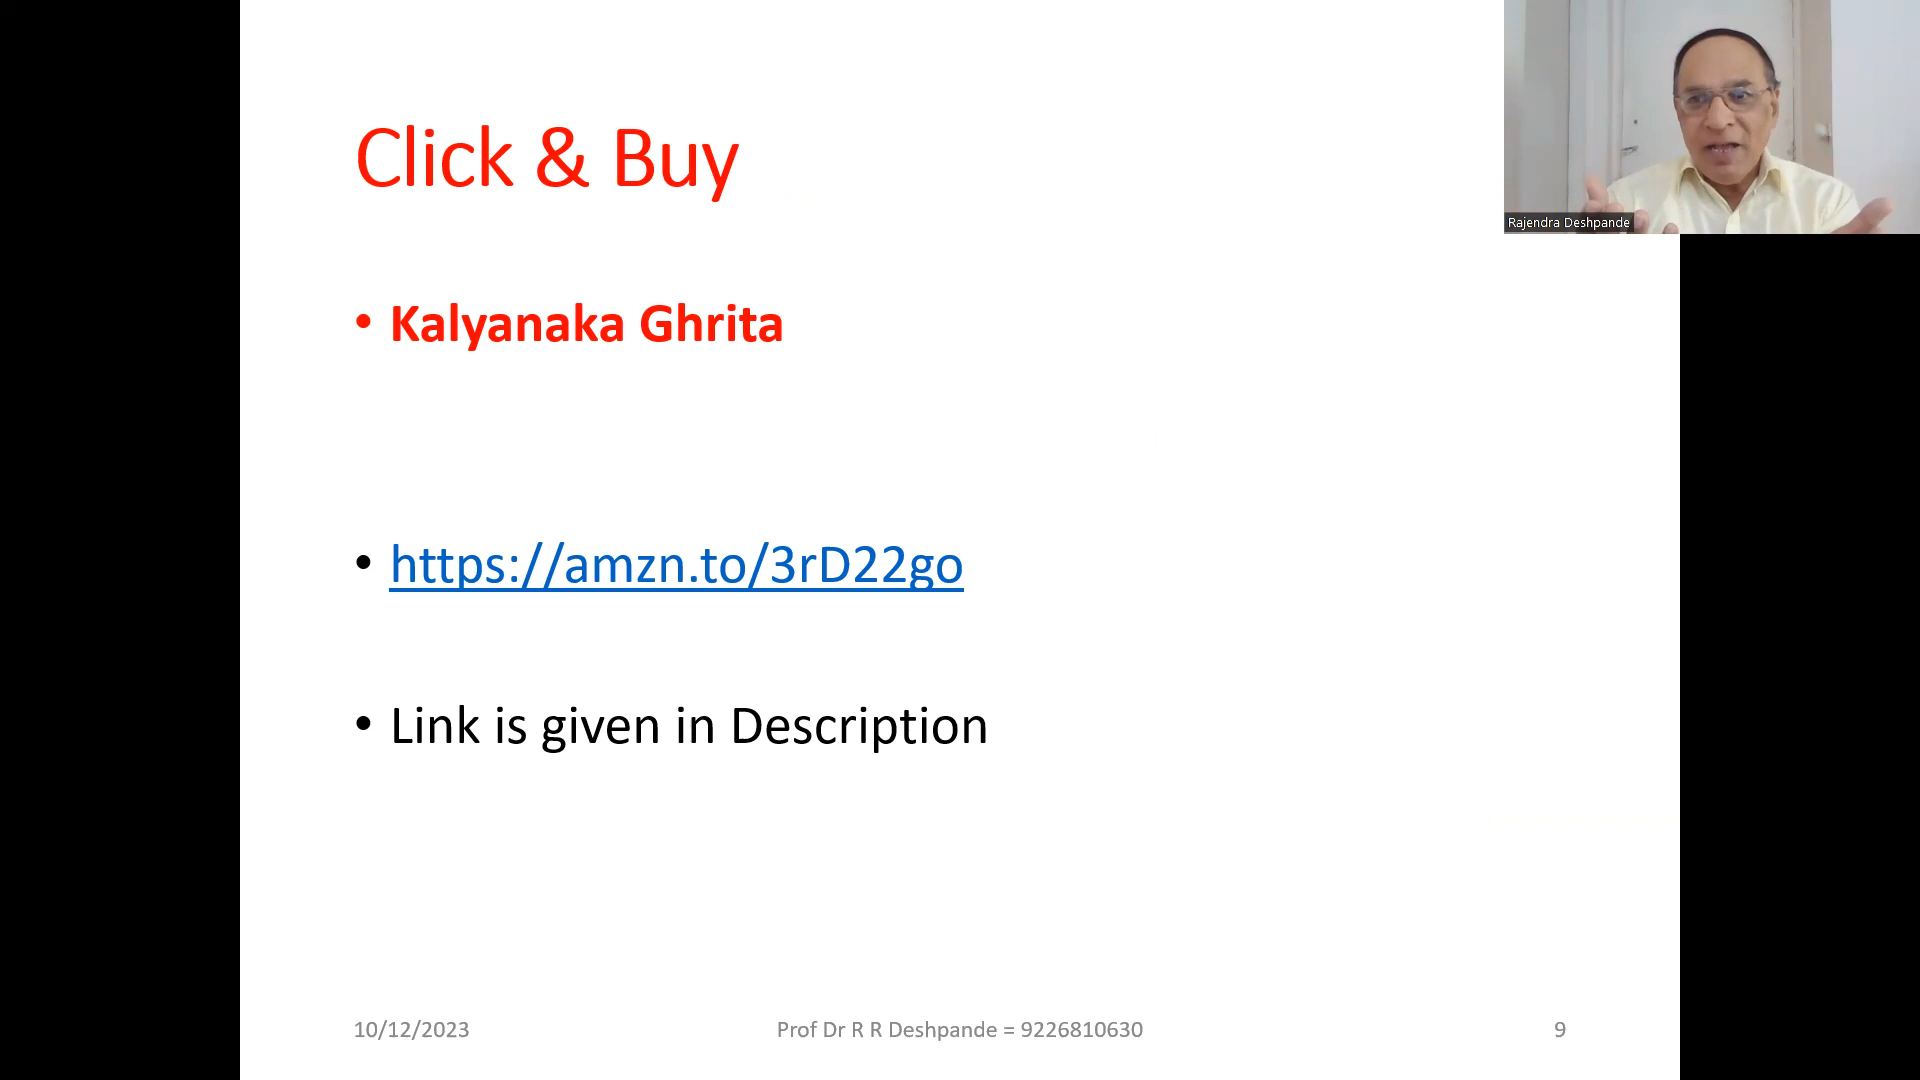 Click & Buy
Rajendra Deshpande
• Kalyanaka Ghrita
• https://amzn.to/3rD22go
• Link is given in Description
10/12/2023
Prof Dr R R Deshpande = 9226810630
9